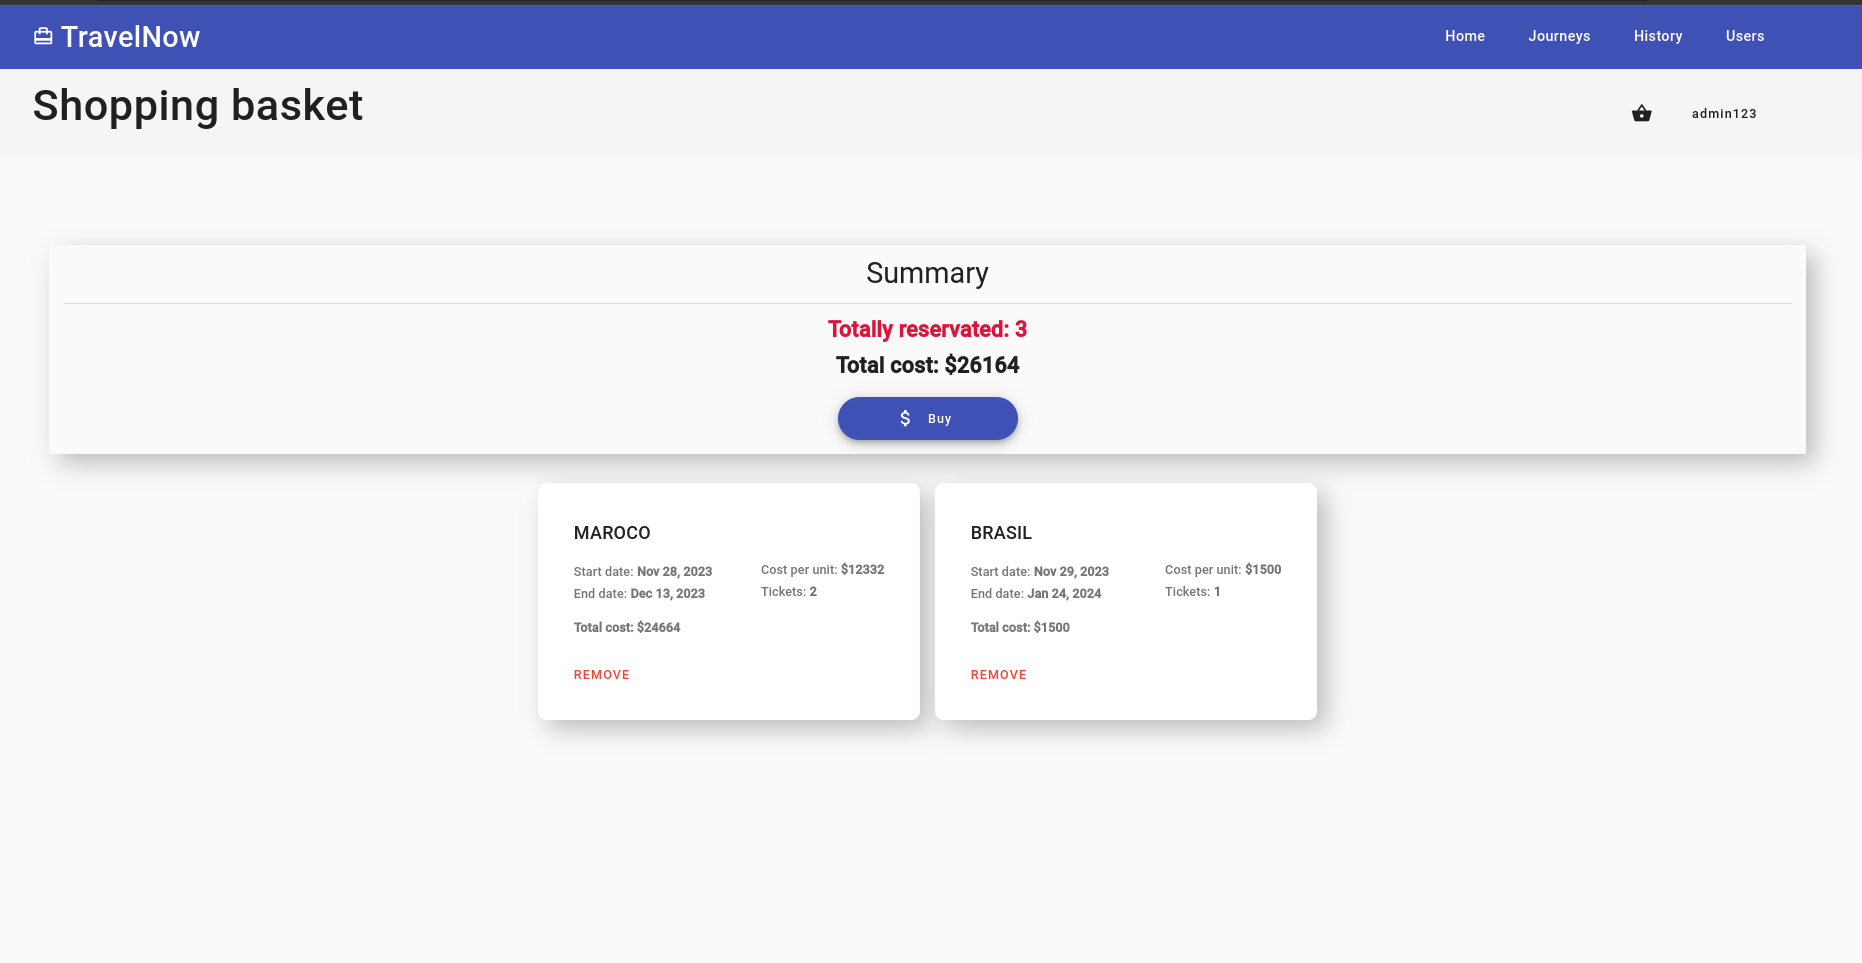 TravelNow
Home Journeys History Users
Shopping basket
admin123
Summary
Totally reservated: 3
Total cost: $26164
$ Buy
MAROCO
Start date: Nov 28, 2023
End date: Dec 13, 2023
Cost per unit: $12332
Tickets: 2
Total cost: $24664
REMOVE
BRASIL
Start date: Nov 29, 2023
End date: Jan 24, 2024
Cost per unit: $1500
Tickets: 1
Total cost: $1500
REMOVE